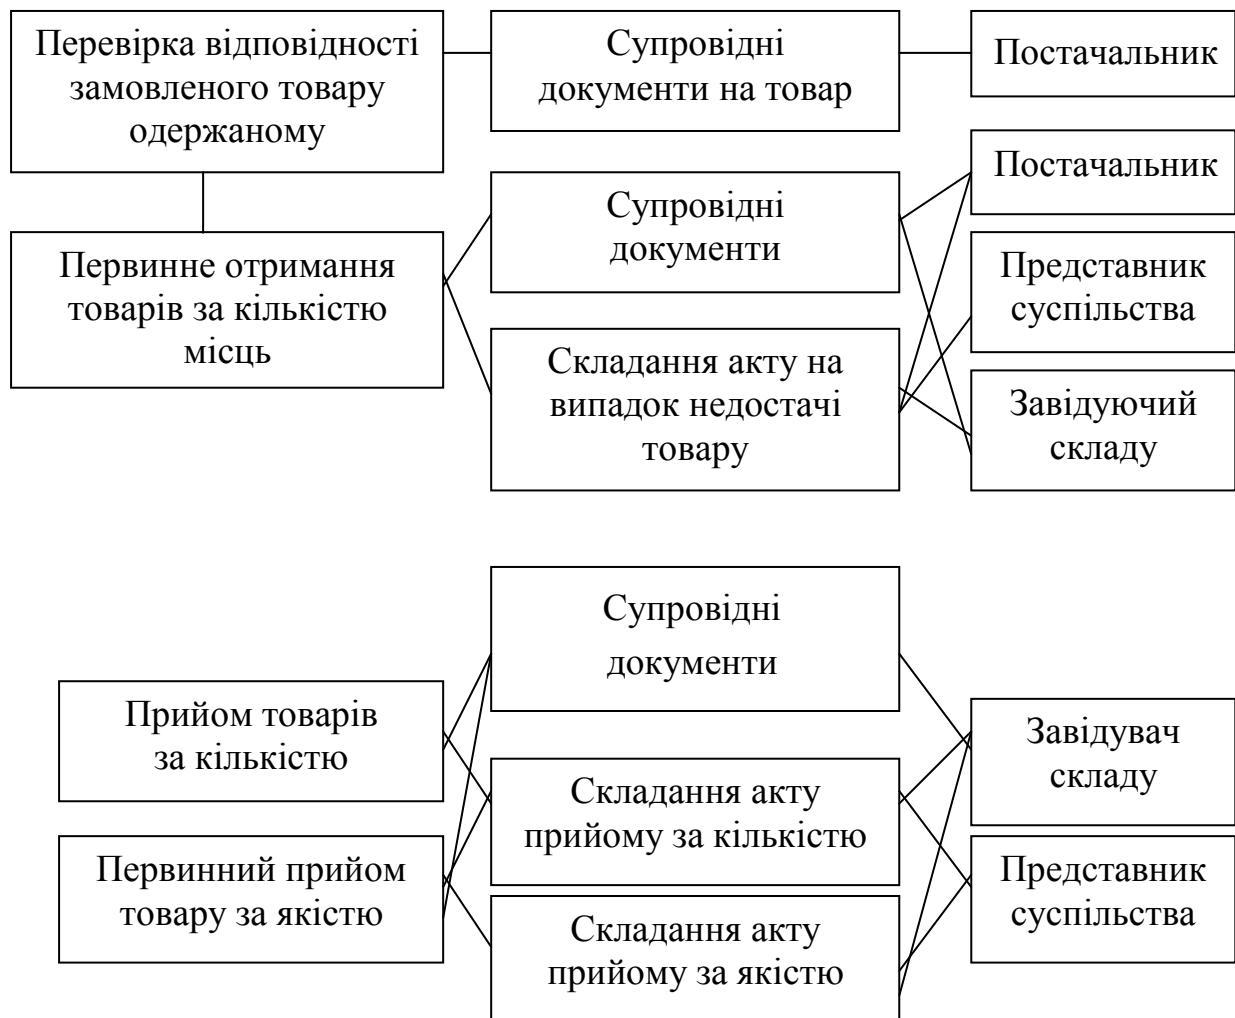 Перевірка відповідності
замовленого товару
одержаному
Супровідні
документи на товар
Постачальник
Постачальник
Супровідні
документи
Первинне отримання
товарів за кількістю
місць
Представник
суспільства
Складання акту на
випадок недостачі
товару
Завідуючий
складу
Супровідні
документи
Прийом товарів
за кількістю
Завідувач
складу
Складання акту
прийому за кількістю
Первинний прийом
товару за якістю
Представник
суспільства
Складання акту
прийому за якістю